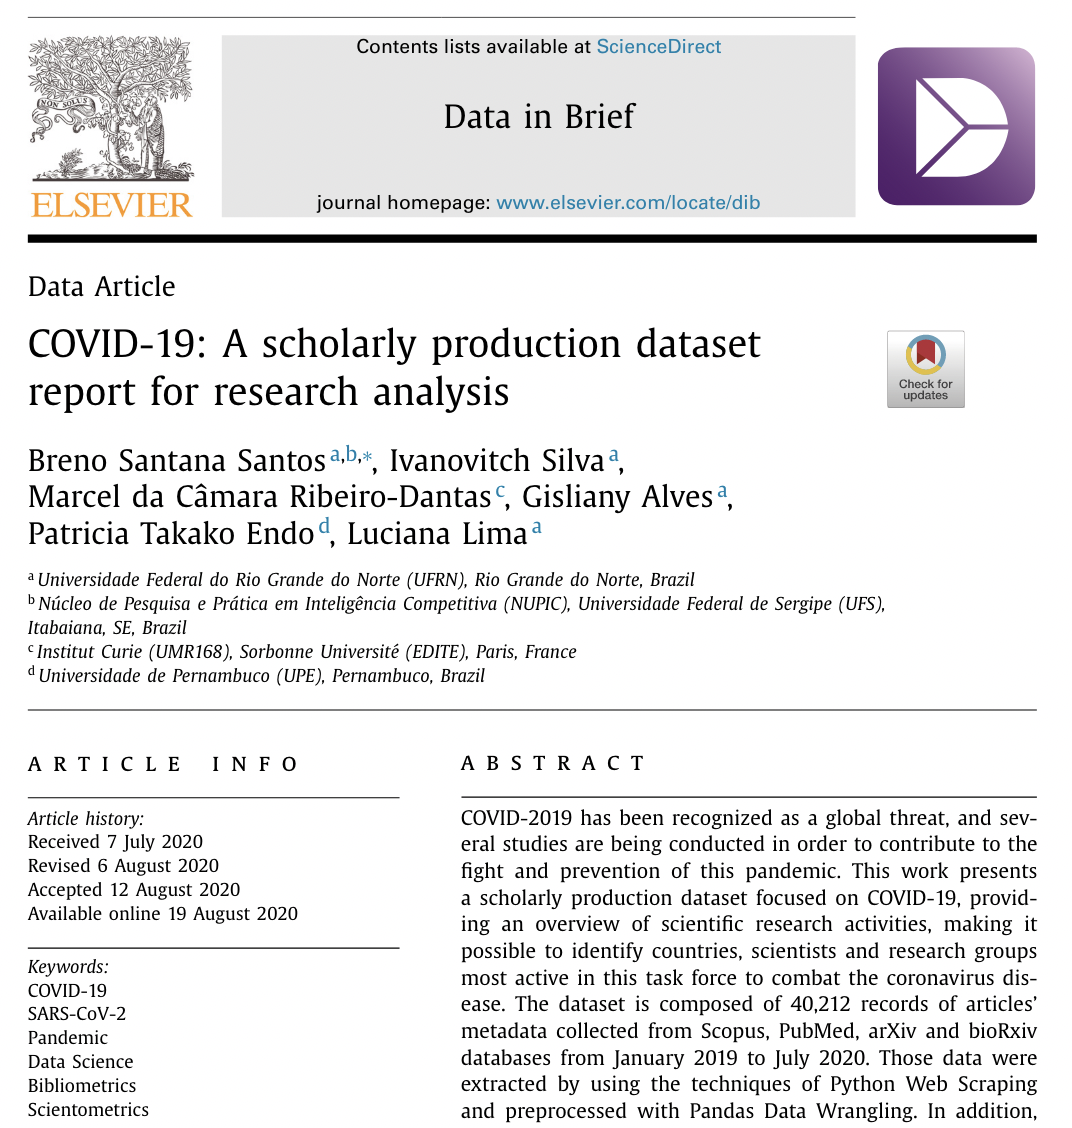 Contents lists available at ScienceDirect
Data in Brief
journal homepage: www.elsevier.com/locate/dib
NON SOLUS
ELSEVIER
Data Article
COVID-19: A scholarly production dataset
report for research analysis
Check for
updates
Breno Santana Santos a,b,*, Ivanovitch Silva a,
Marcel da Câmara Ribeiro-Dantas c, Gisliany Alves a,
Patricia Takako Endo d, Luciana Lima a
a Universidade Federal do Rio Grande do Norte (UFRN), Rio Grande do Norte, Brazil
b Núcleo de Pesquisa e Prática em Inteligência Competitiva (NUPIC), Universidade Federal de Sergipe (UFS),
Itabaiana, SE, Brazil
c Institut Curie (UMR168), Sorbonne Université (EDITE), Paris, France
d Universidade de Pernambuco (UPE), Pernambuco, Brazil
ARTICLE INFO
Article history:
Received 7 July 2020
Revised 6 August 2020
Accepted 12 August 2020
Available online 19 August 2020
Keywords:
COVID-19
SARS-CoV-2
Pandemic
Data Science
Bibliometrics
Scientometrics
ABSTRACT
COVID-2019 has been recognized as a global threat, and sev-
eral studies are being conducted in order to contribute to the
fight and prevention of this pandemic. This work presents
a scholarly production dataset focused on COVID-19, provid-
ing an overview of scientific research activities, making it
possible to identify countries, scientists and research groups
most active in this task force to combat the coronavirus dis-
ease. The dataset is composed of 40,212 records of articles'
metadata collected from Scopus, PubMed, arXiv and bioRxiv
databases from January 2019 to July 2020. Those data were
extracted by using the techniques of Python Web Scraping
and preprocessed with Pandas Data Wrangling. In addition,